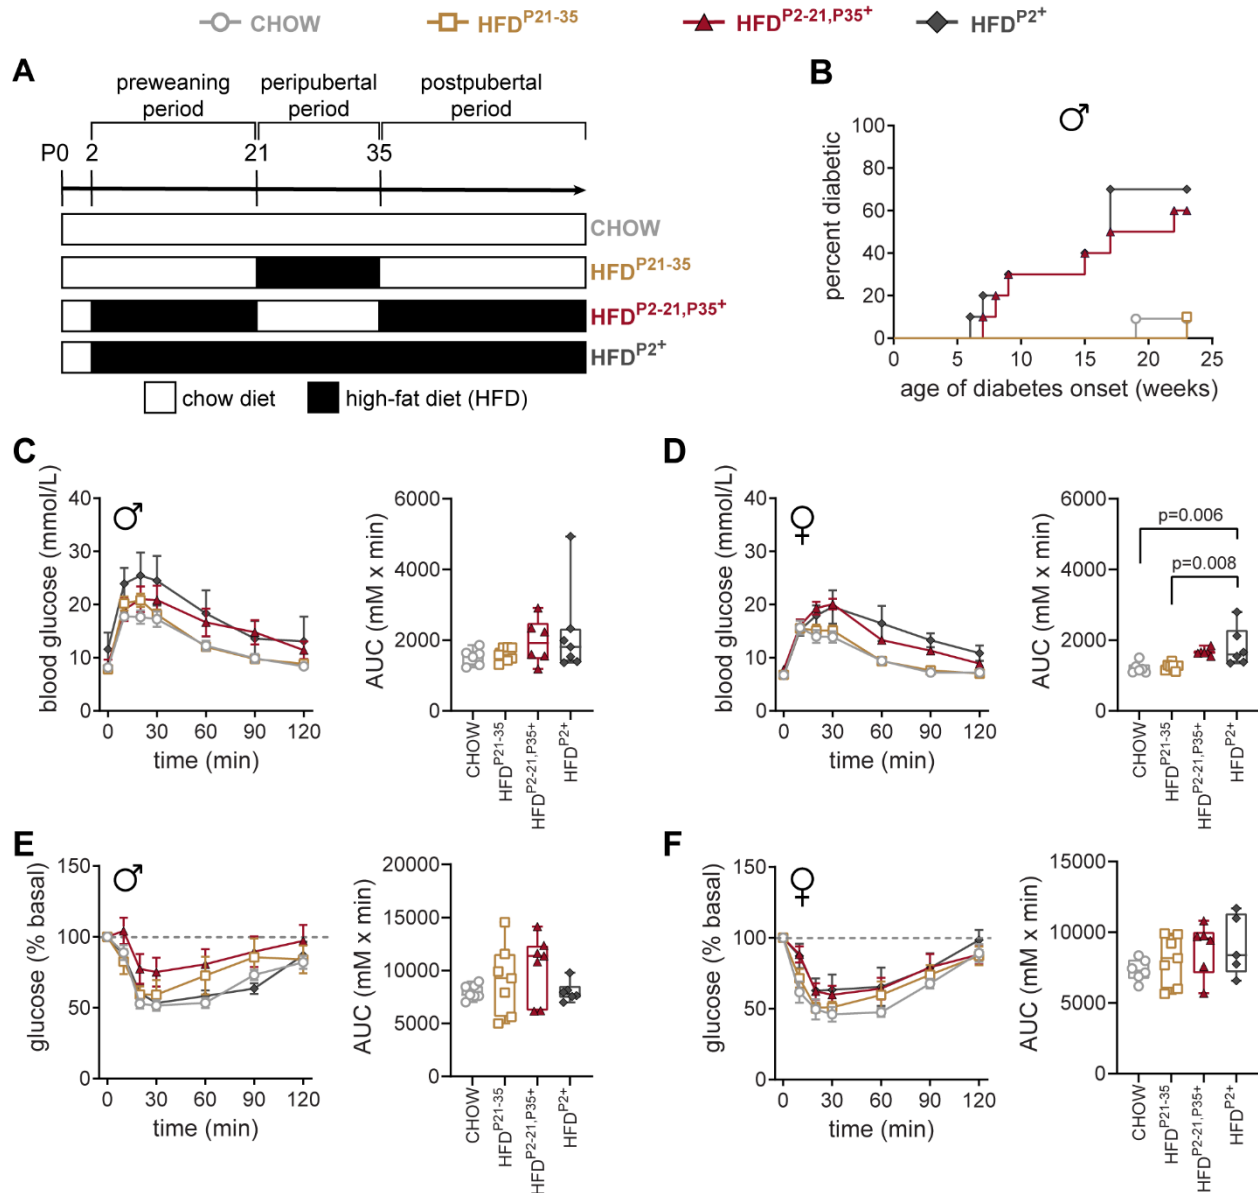 CHOW HFD^P21-35 HFD^P2-21,P35+ HFD^P2+
A
preweaning period
peripubertal period
postpubertal period
P0 2 21 35
CHOW
HFD^P21-35
HFD^P2-21,P35+
HFD^P2+
chow diet high-fat diet (HFD)
B
♂
percent diabetic
100
80
60
40
20
0
0 5 10 15 20 25
age of diabetes onset (weeks)
C
♂
blood glucose (mmol/L)
40
30
20
10
0
0 30 60 90 120
time (min)
AUC (mM x min)
6000
4000
2000
0
CHOW
HFD^P21-35
HFD^P2-21,P35+
HFD^P2+
D
♀
blood glucose (mmol/L)
40
30
20
10
0
0 30 60 90 120
time (min)
AUC (mM x min)
6000
4000
2000
0
p=0.006
p=0.008
CHOW
HFD^P21-35
HFD^P2-21,P35+
HFD^P2+
E
♂
glucose (% basal)
150
100
50
0
0 30 60 90 120
time (min)
AUC (mM x min)
20000
15000
10000
5000
0
CHOW
HFD^P21-35
HFD^P2-21,P35+
HFD^P2+
F
♀
glucose (% basal)
150
100
50
0
0 30 60 90 120
time (min)
AUC (mM x min)
15000
10000
5000
0
CHOW
HFD^P21-35
HFD^P2-21,P35+
HFD^P2+